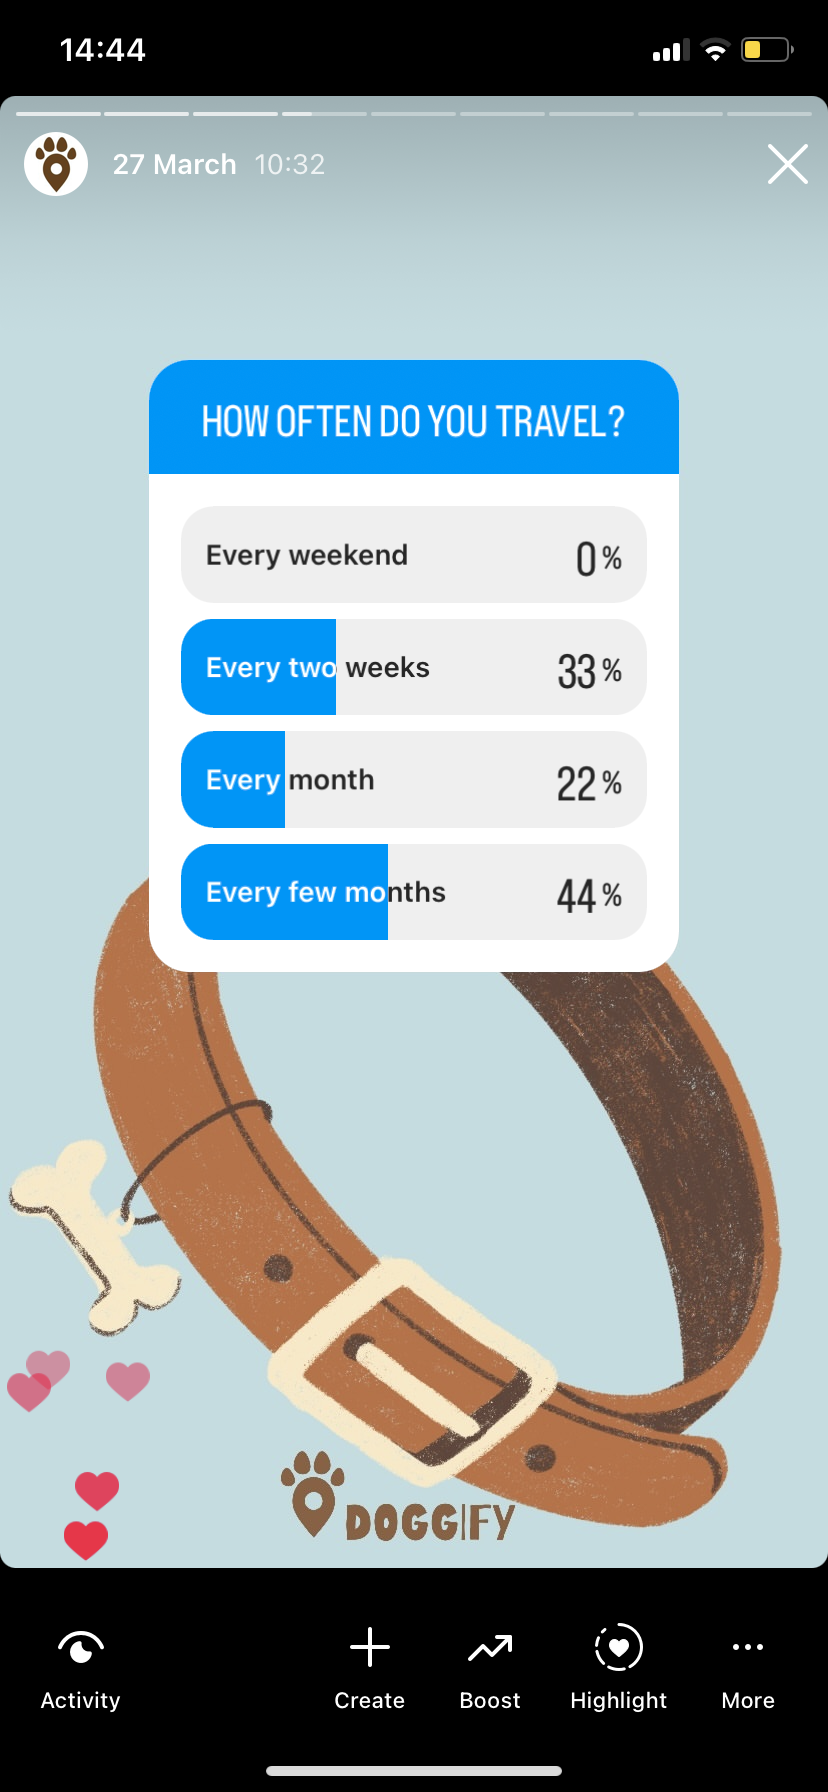 14:44
27 March 10:32
HOW OFTEN DO YOU TRAVEL?
Every weekend 0%
Every two weeks 33%
Every month 22%
Every few months 44%
DOGGIFY
Activity Create Boost Highlight More